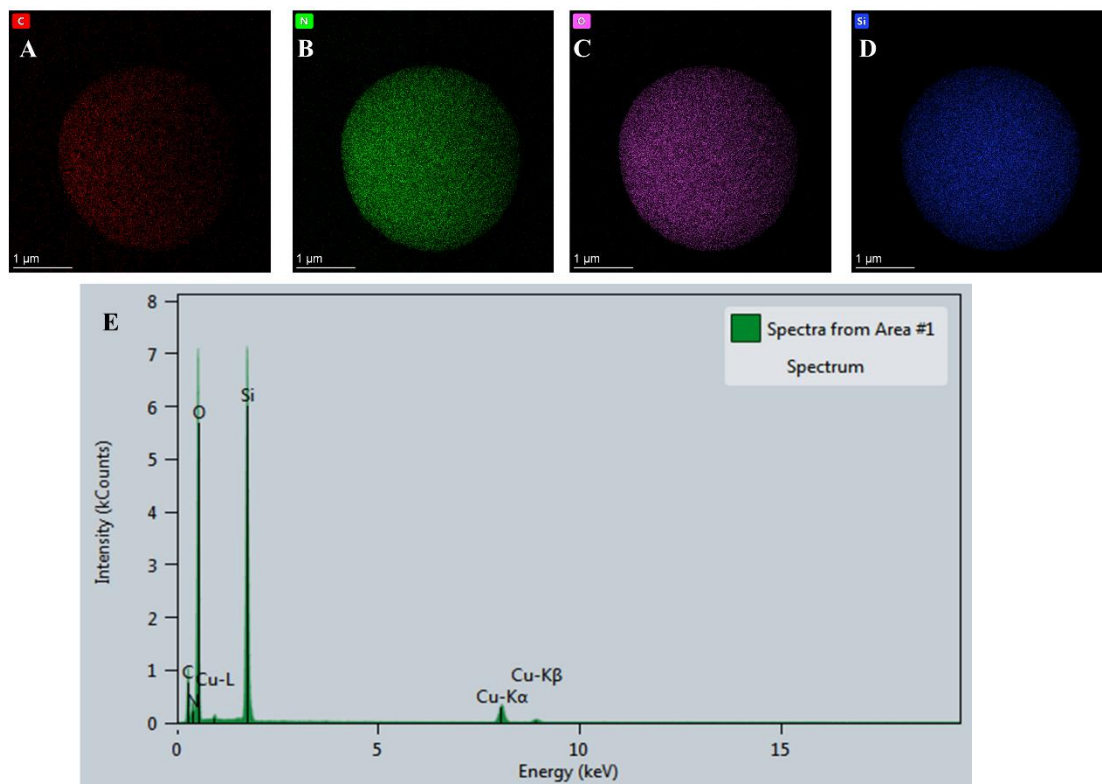 C
A
1 µm
N
B
1 µm
O
C
1 µm
Si
D
1 µm
E
Intensity (kCounts)
8
7
6
5
4
3
2
1
0
Spectra from Area #1
Spectrum
O
Si
C
N
Cu-L
Cu-Kα
Cu-Kβ
0 5 10 15
Energy (keV)